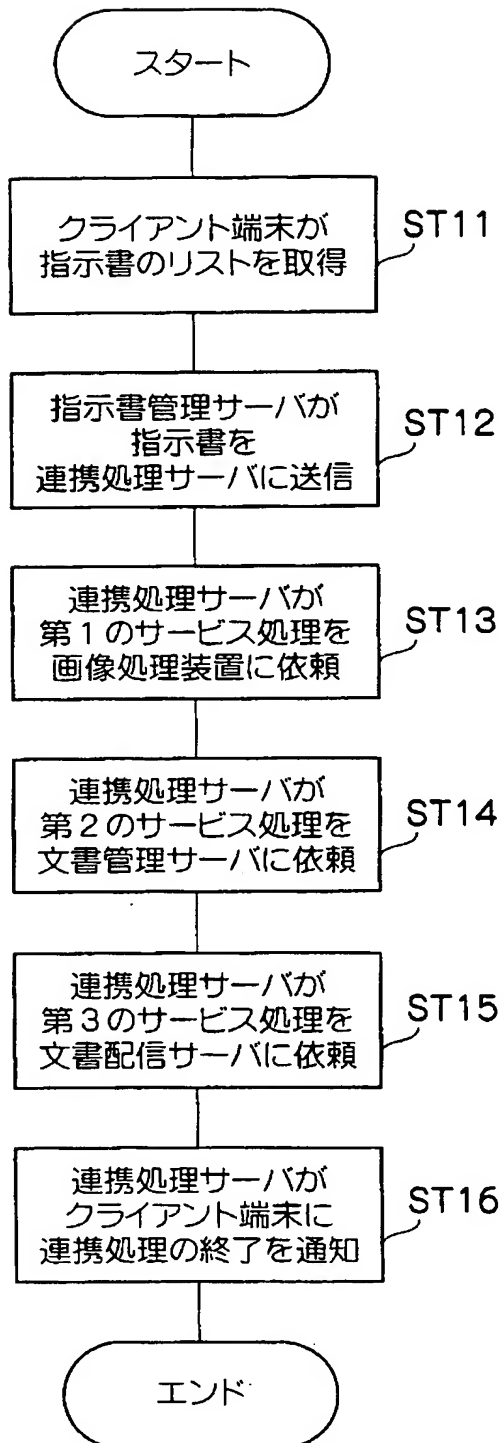 スタート
クライアント端末が
指示書のリストを取得
ST11
指示書管理サーバが
指示書を
連携処理サーバに送信
ST12
連携処理サーバが
第1のサービス処理を
画像処理装置に依頼
ST13
連携処理サーバが
第2のサービス処理を
文書管理サーバに依頼
ST14
連携処理サーバが
第3のサービス処理を
文書配信サーバに依頼
ST15
連携処理サーバが
クライアント端末に
連携処理の終了を通知
ST16
エンド